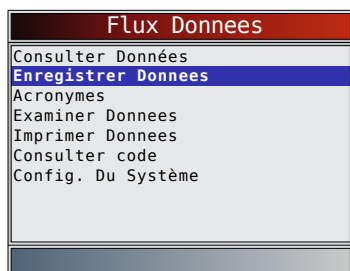 Flux Donnees
Consulter Données
Enregistrer Donnees
Acronymes
Examiner Donnees
Imprimer Donnees
Consulter code
Config. Du Système